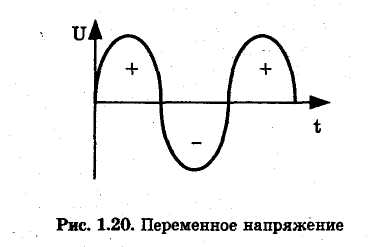 U
+
+
-
t
Рис. 1.20. Переменное напряжение